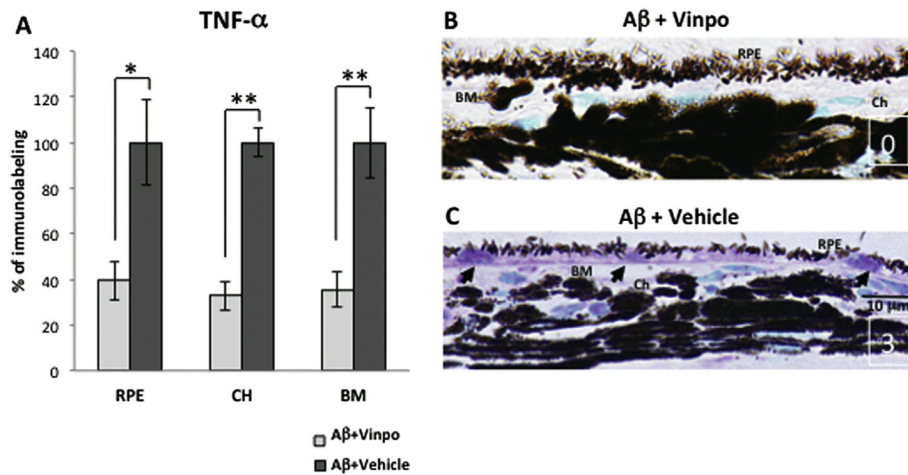 A
TNF-α
% of immunolabeling
140
120
100
80
60
40
20
0
*
**
**
RPE
CH
BM
Aβ+Vinpo
Aβ+Vehicle
B
Aβ + Vinpo
RPE
BM
Ch
0
C
Aβ + Vehicle
RPE
BM
Ch
10 µm
3